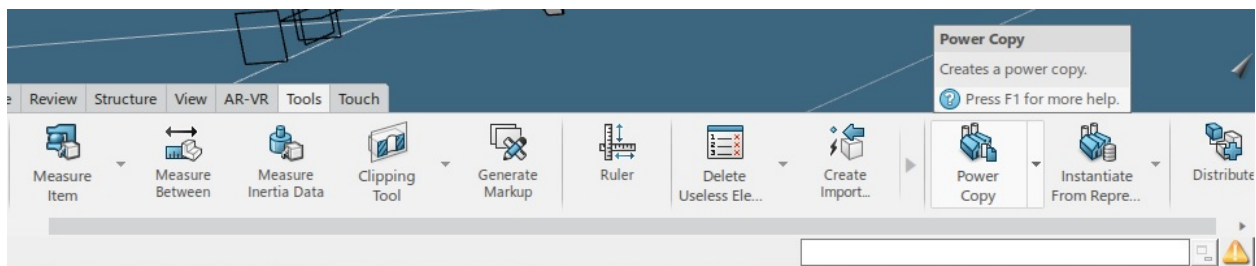 Power Copy
Creates a power copy.
Press F1 for more help.
Review Structure View AR-VR Tools Touch
Measure Item
Measure Between
Measure Inertia Data
Clipping Tool
Generate Markup
Ruler
Delete Useless Ele...
Create Import...
Power Copy
Instantiate From Repre...
Distribute